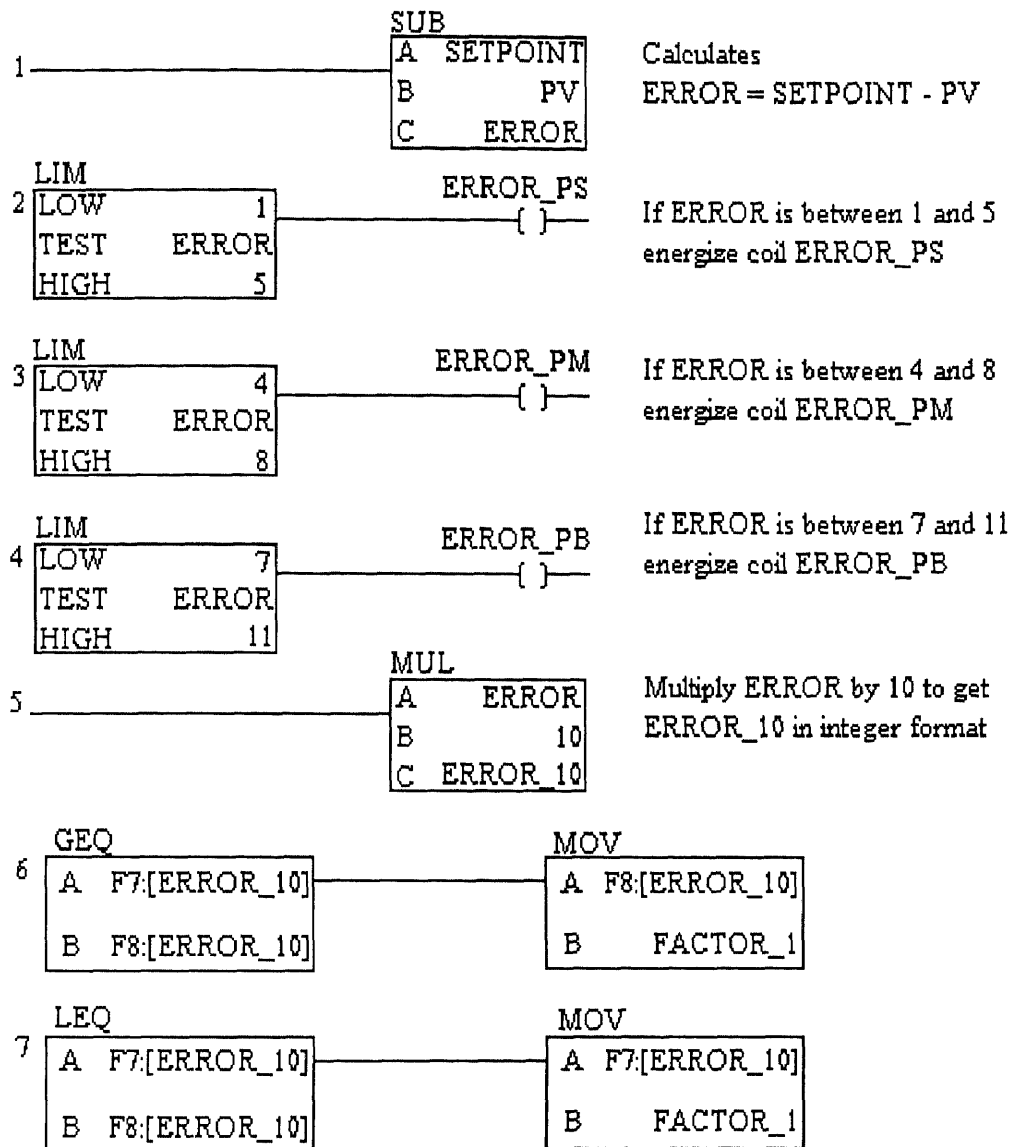 SUB
1
A SETPOINT
B PV
C ERROR
Calculates
ERROR = SETPOINT - PV
LIM
2
LOW 1
TEST ERROR
HIGH 5
ERROR_PS
If ERROR is between 1 and 5
energize coil ERROR_PS
LIM
3
LOW 4
TEST ERROR
HIGH 8
ERROR_PM
If ERROR is between 4 and 8
energize coil ERROR_PM
LIM
4
LOW 7
TEST ERROR
HIGH 11
ERROR_PB
If ERROR is between 7 and 11
energize coil ERROR_PB
MUL
5
A ERROR
B 10
C ERROR_10
Multiply ERROR by 10 to get
ERROR_10 in integer format
GEQ
6
A F7:[ERROR_10]
B F8:[ERROR_10]
MOV
A F8:[ERROR_10]
B FACTOR_1
LEQ
7
A F7:[ERROR_10]
B F8:[ERROR_10]
MOV
A F7:[ERROR_10]
B FACTOR_1